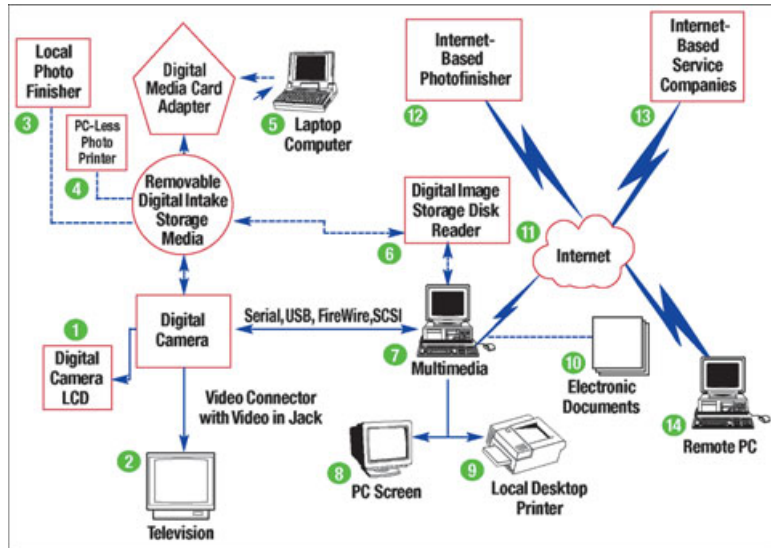 Local
Photo
Finisher
3
PC-Less
Photo
Printer
4
Digital
Media Card
Adapter
5
Laptop
Computer
Internet-
Based
Photofinisher
12
Internet-
Based
Service
Companies
13
Removable
Digital Intake
Storage
Media
Digital Image
Storage Disk
Reader
6
11
Internet
1
Digital
Camera
LCD
Digital
Camera
Serial,USB, FireWire,SCSI
7
Multimedia
10
Electronic
Documents
14
Remote PC
Video Connector
with Video in Jack
2
Television
8
PC Screen
9
Local Desktop
Printer